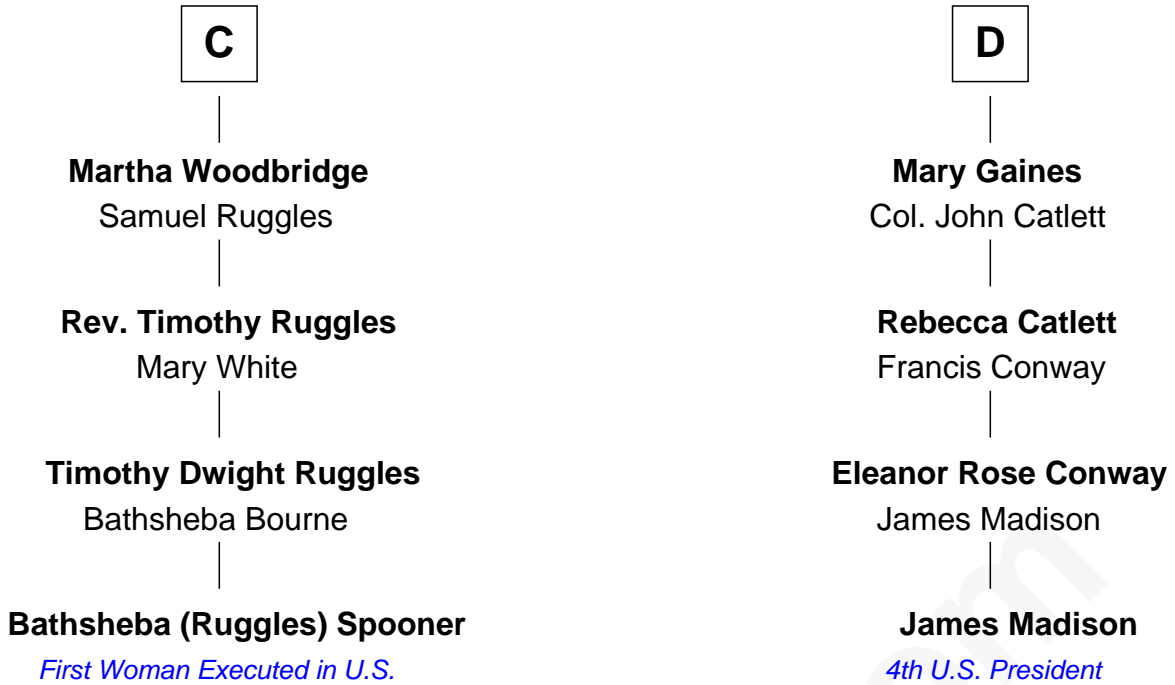 C
Martha Woodbridge
Samuel Ruggles
Rev. Timothy Ruggles
Mary White
Timothy Dwight Ruggles
Bathsheba Bourne
Bathsheba (Ruggles) Spooner
First Woman Executed in U.S.
D
Mary Gaines
Col. John Catlett
Rebecca Catlett
Francis Conway
Eleanor Rose Conway
James Madison
James Madison
4th U.S. President